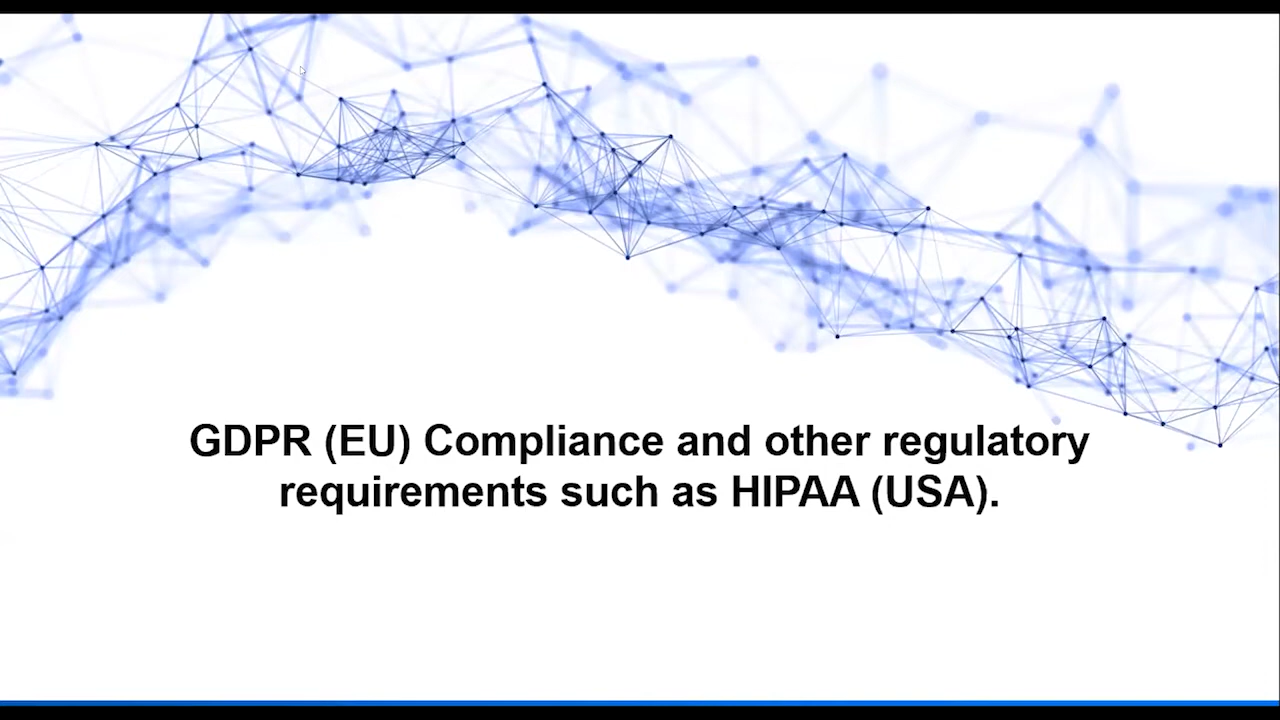 GDPR (EU) Compliance and other regulatory
requirements such as HIPAA (USA).